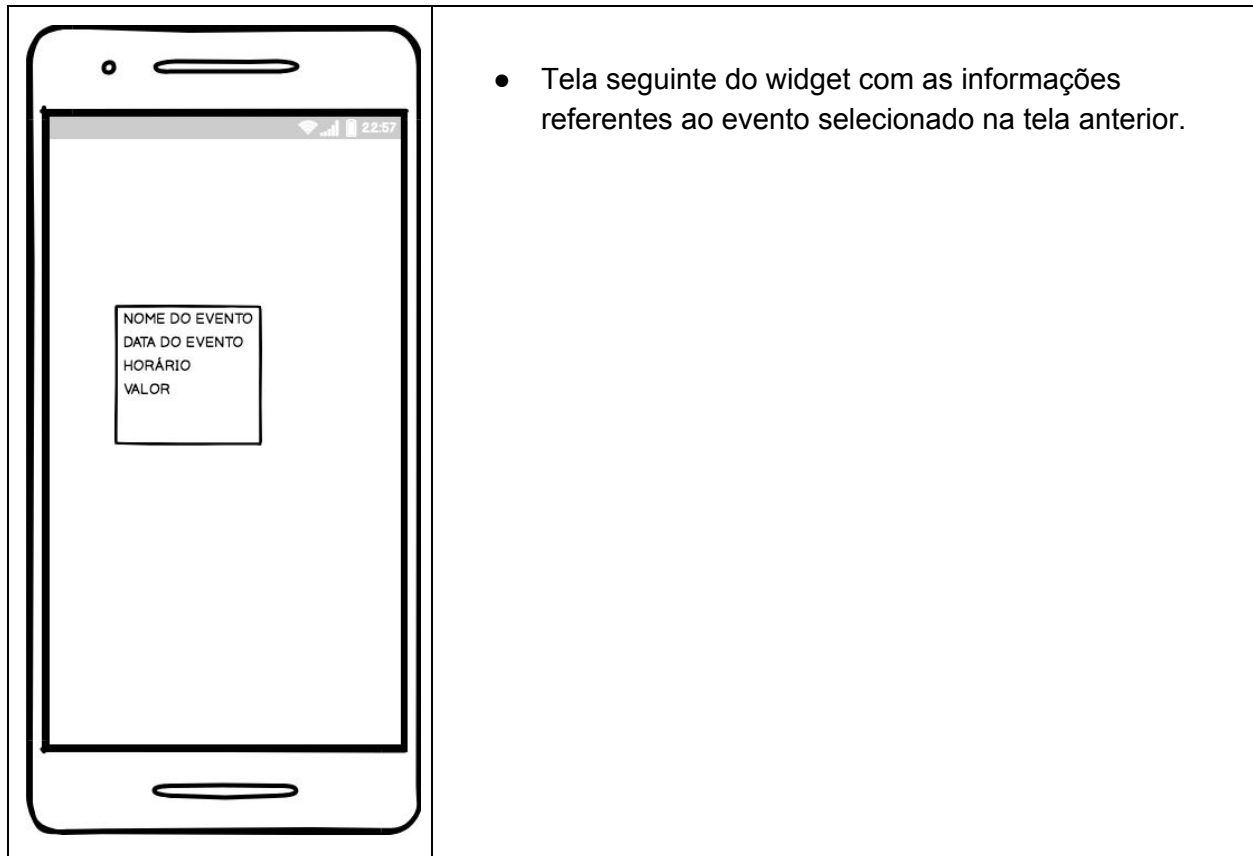 22:57
NOME DO EVENTO
DATA DO EVENTO
HORÁRIO
VALOR
● Tela seguinte do widget com as informações
referentes ao evento selecionado na tela anterior.